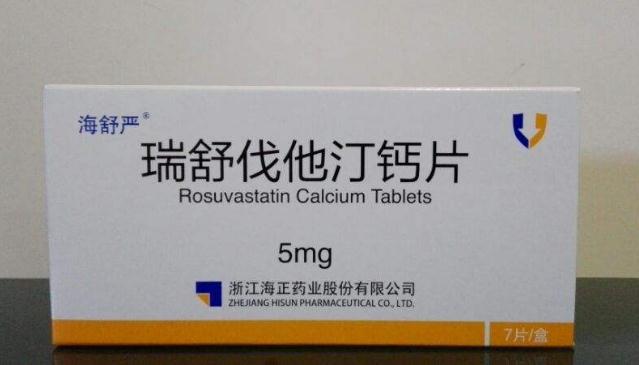 海舒严®
瑞舒伐他汀钙片
Rosuvastatin Calcium Tablets
5mg
浙江海正药业股份有限公司
ZHEJIANG HISUN PHARMACEUTICAL CO., LTD.
7片/盒